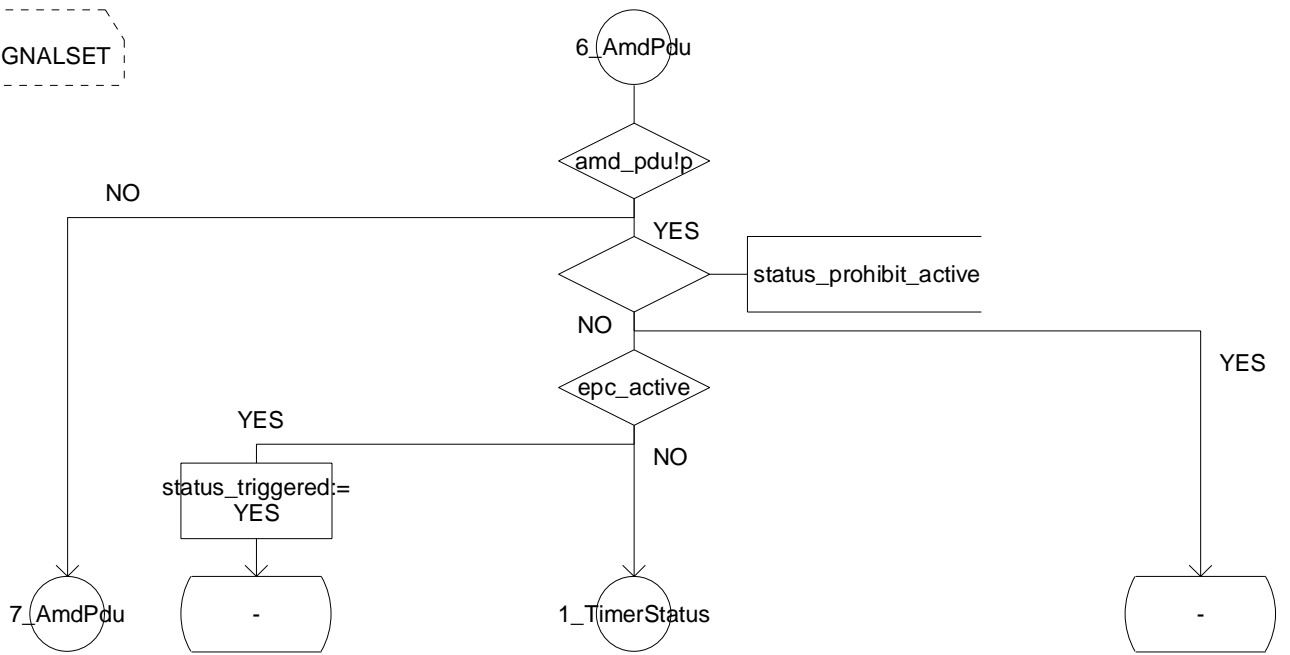 GNALSET
6_AmdPdu
amd_pdu!p
NO
YES
status_prohibit_active
NO
YES
epc_active
YES
NO
status_triggered:=
YES
7_AmdPdu
-
1_TimerStatus
-